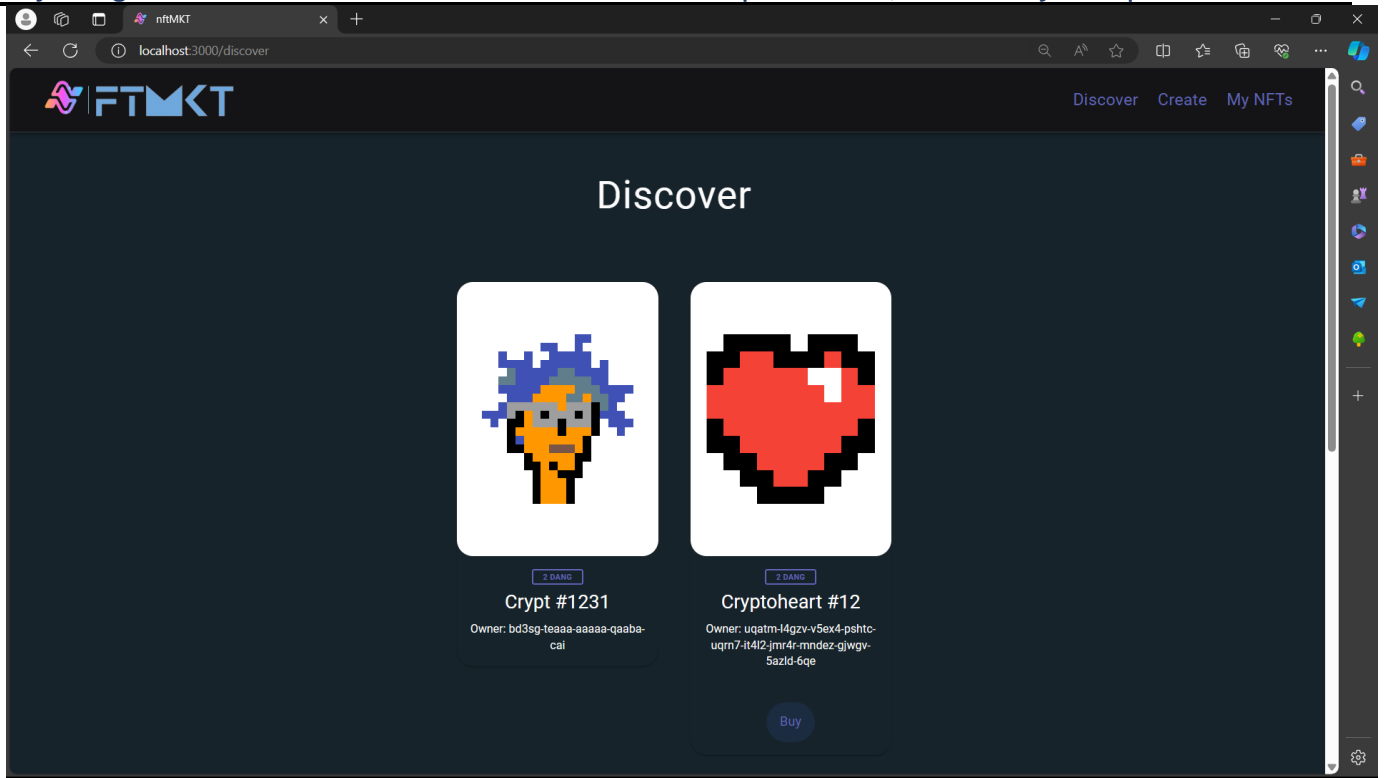 nftMKT
localhost:3000/discover
FTMKT
Discover Create My NFTs
Discover
2 DANG
Crypt #1231
Owner: bd3sg-teaaa-aaaaa-qaaba-
cai
2 DANG
Cryptoheart #12
Owner: uqatm-l4gzv-v5ex4-pshtc-
uqrn7-it4l2-jmr4r-mndez-gjwgv-
5azld-6qe
Buy